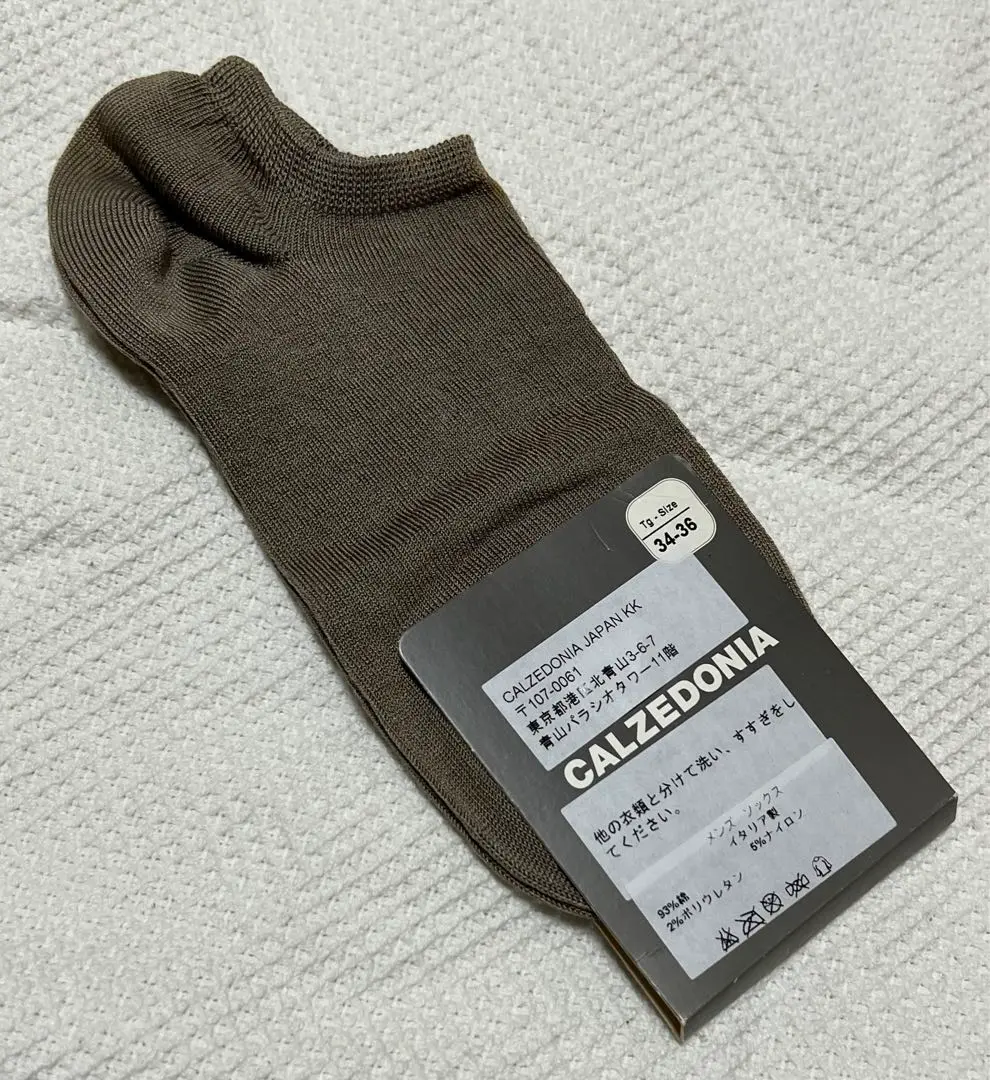 Tg - Size
34-36
CALZEDONIA JAPAN KK
〒107-0061
東京都港区北青山3-6-7
青山パラシオタワー11階
CALZEDONIA
他の衣類と分けて洗い、すすぎをし
てください。
メンズ ソックス
イタリア製
93%綿 5%ナイロン
2%ポリウレタン